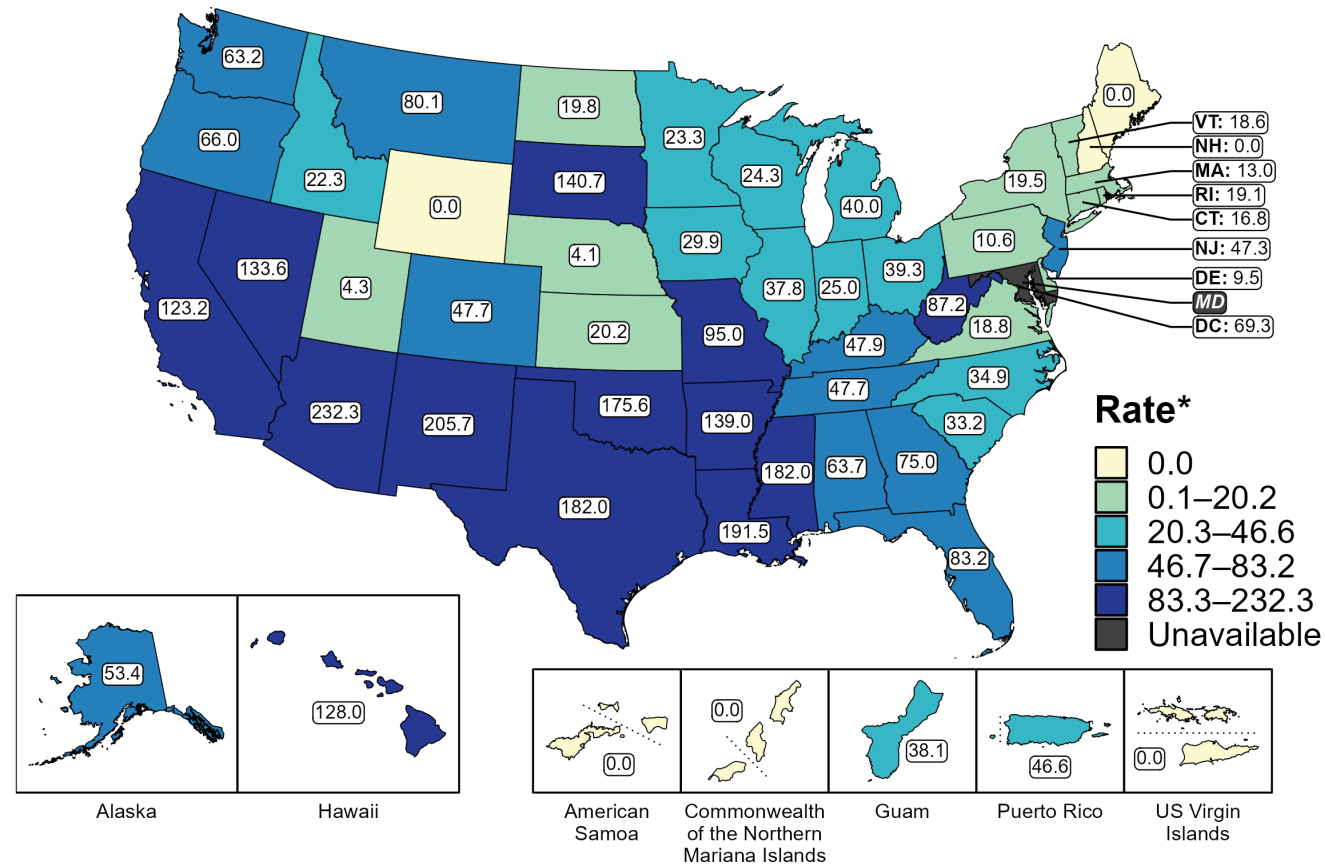 63.2
80.1
19.8
0.0
66.0
23.3
VT: 18.6
NH: 0.0
22.3
140.7
24.3
MA: 13.0
19.5
RI: 19.1
0.0
40.0
CT: 16.8
29.9
10.6
NJ: 47.3
133.6
4.1
39.3
DE: 9.5
4.3
37.8
25.0
MD
123.2
47.7
87.2
DC: 69.3
20.2
95.0
18.8
47.9
34.9
47.7
232.3
175.6
205.7
139.0
33.2
182.0
63.7
75.0
182.0
191.5
83.2
Rate*
0.0
0.1–20.2
20.3–46.6
46.7–83.2
83.3–232.3
Unavailable
53.4
128.0
0.0
0.0
38.1
46.6
0.0
Alaska
Hawaii
American
Samoa
Commonwealth
of the Northern
Mariana Islands
Guam
Puerto Rico
US Virgin
Islands